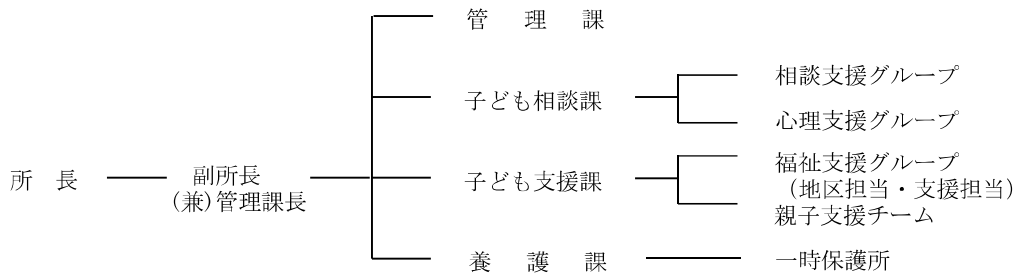 所長
副所長
(兼)管理課長
管理課
子ども相談課
相談支援グループ
心理支援グループ
子ども支援課
福祉支援グループ
（地区担当・支援担当）
親子支援チーム
養護課
一時保護所